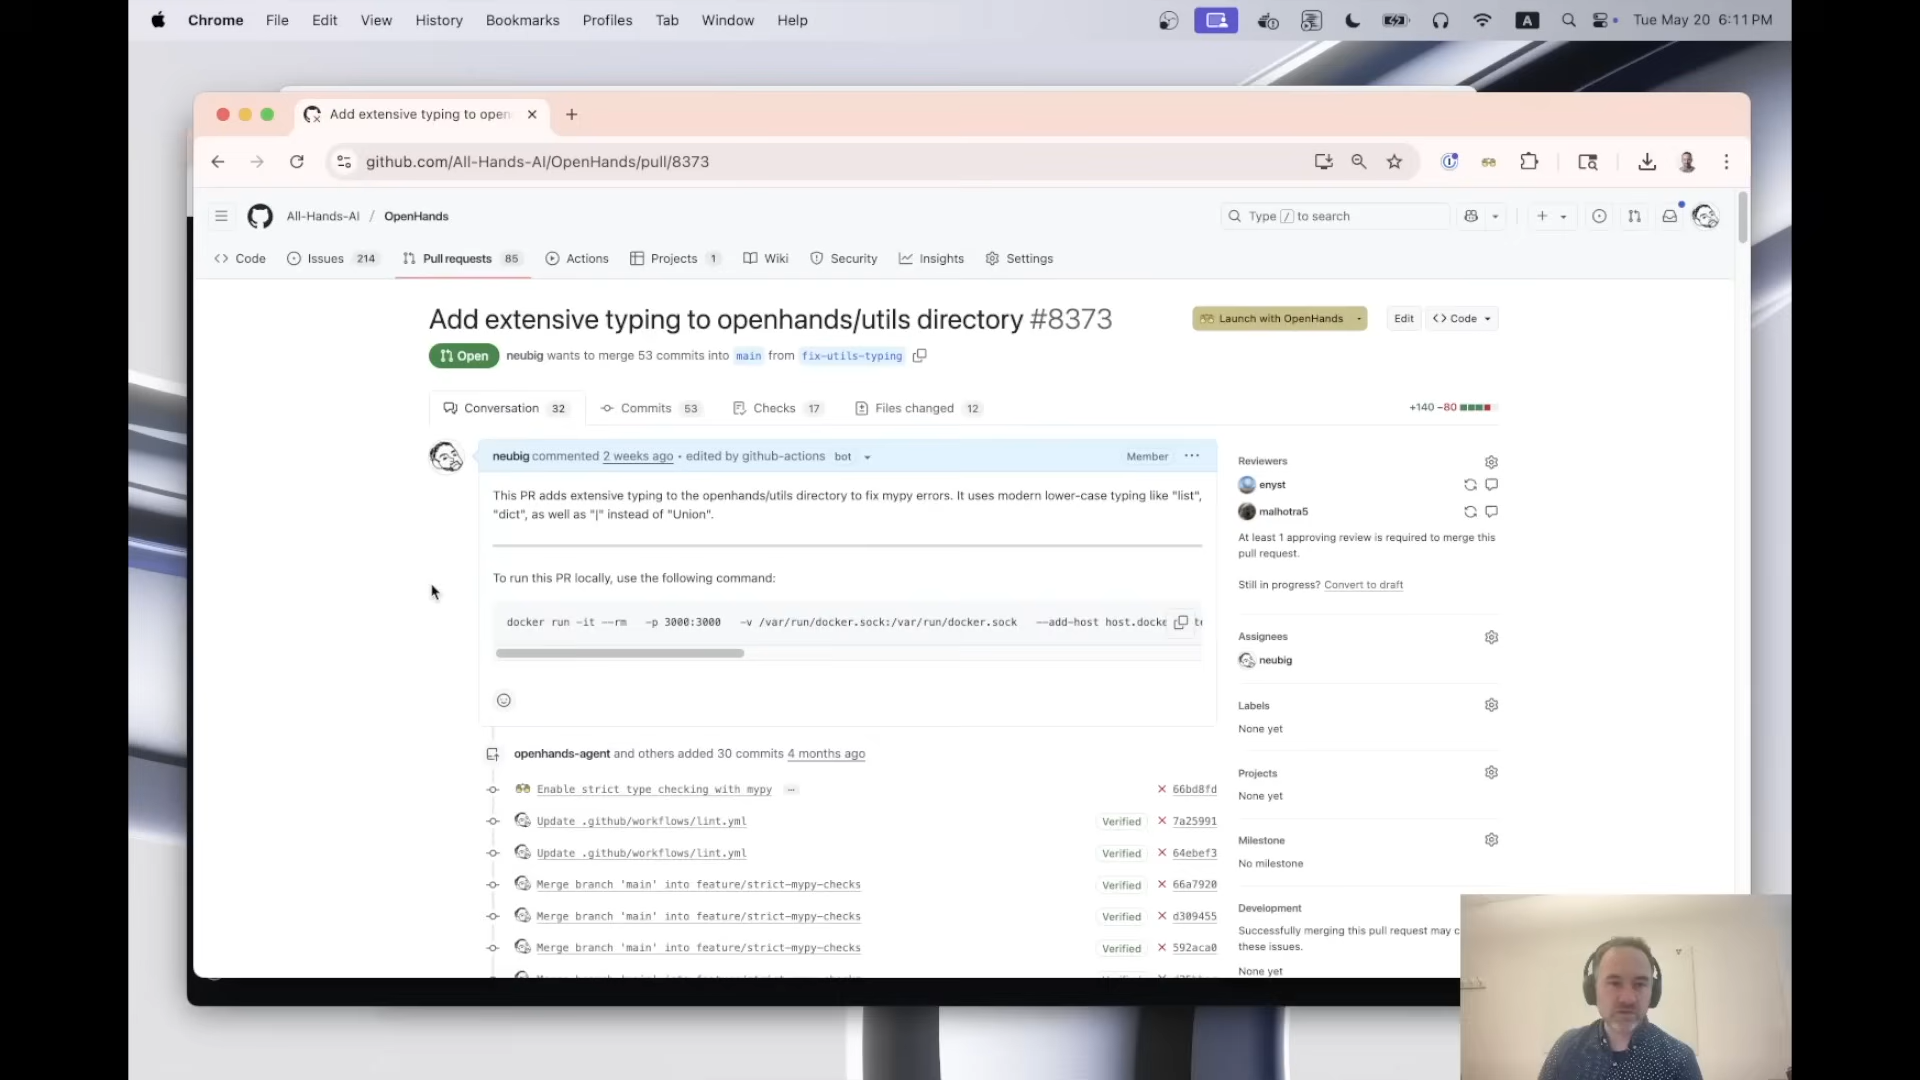 Chrome File Edit View History Bookmarks Profiles Tab Window Help
A Tue May 20 6:11 PM
Add extensive typing to open
github.com/All-Hands-AI/OpenHands/pull/8373
All-Hands-AI / OpenHands
Type / to search
Code Issues 214 Pull requests 85 Actions Projects 1 Wiki Security Insights Settings
Add extensive typing to openhands/utils directory #8373
Launch with OpenHands Edit <> Code
Open neubig wants to merge 53 commits into main from fix-utils-typing
Conversation 32 Commits 53 Checks 17 Files changed 12
+140 −80
neubig commented 2 weeks ago • edited by github-actions bot Member ...
This PR adds extensive typing to the openhands/utils directory to fix mypy errors. It uses modern lower-case typing like "list",
"dict", as well as "|" instead of "Union".
To run this PR locally, use the following command:
docker run -it --rm -p 3000:3000 -v /var/run/docker.sock:/var/run/docker.sock --add-host host.docke
openhands-agent and others added 30 commits 4 months ago
Enable strict type checking with mypy ... 66bd8fd
Update .github/workflows/lint.yml Verified 7a25991
Update .github/workflows/lint.yml Verified 64ebef3
Merge branch 'main' into feature/strict-mypy-checks Verified 66a7920
Merge branch 'main' into feature/strict-mypy-checks Verified d309455
Merge branch 'main' into feature/strict-mypy-checks Verified 592aca0
Reviewers
enyst
malhotra5
At least 1 approving review is required to merge this
pull request.
Still in progress? Convert to draft
Assignees
neubig
Labels
None yet
Projects
None yet
Milestone
No milestone
Development
Successfully merging this pull request may c
these issues.
None yet